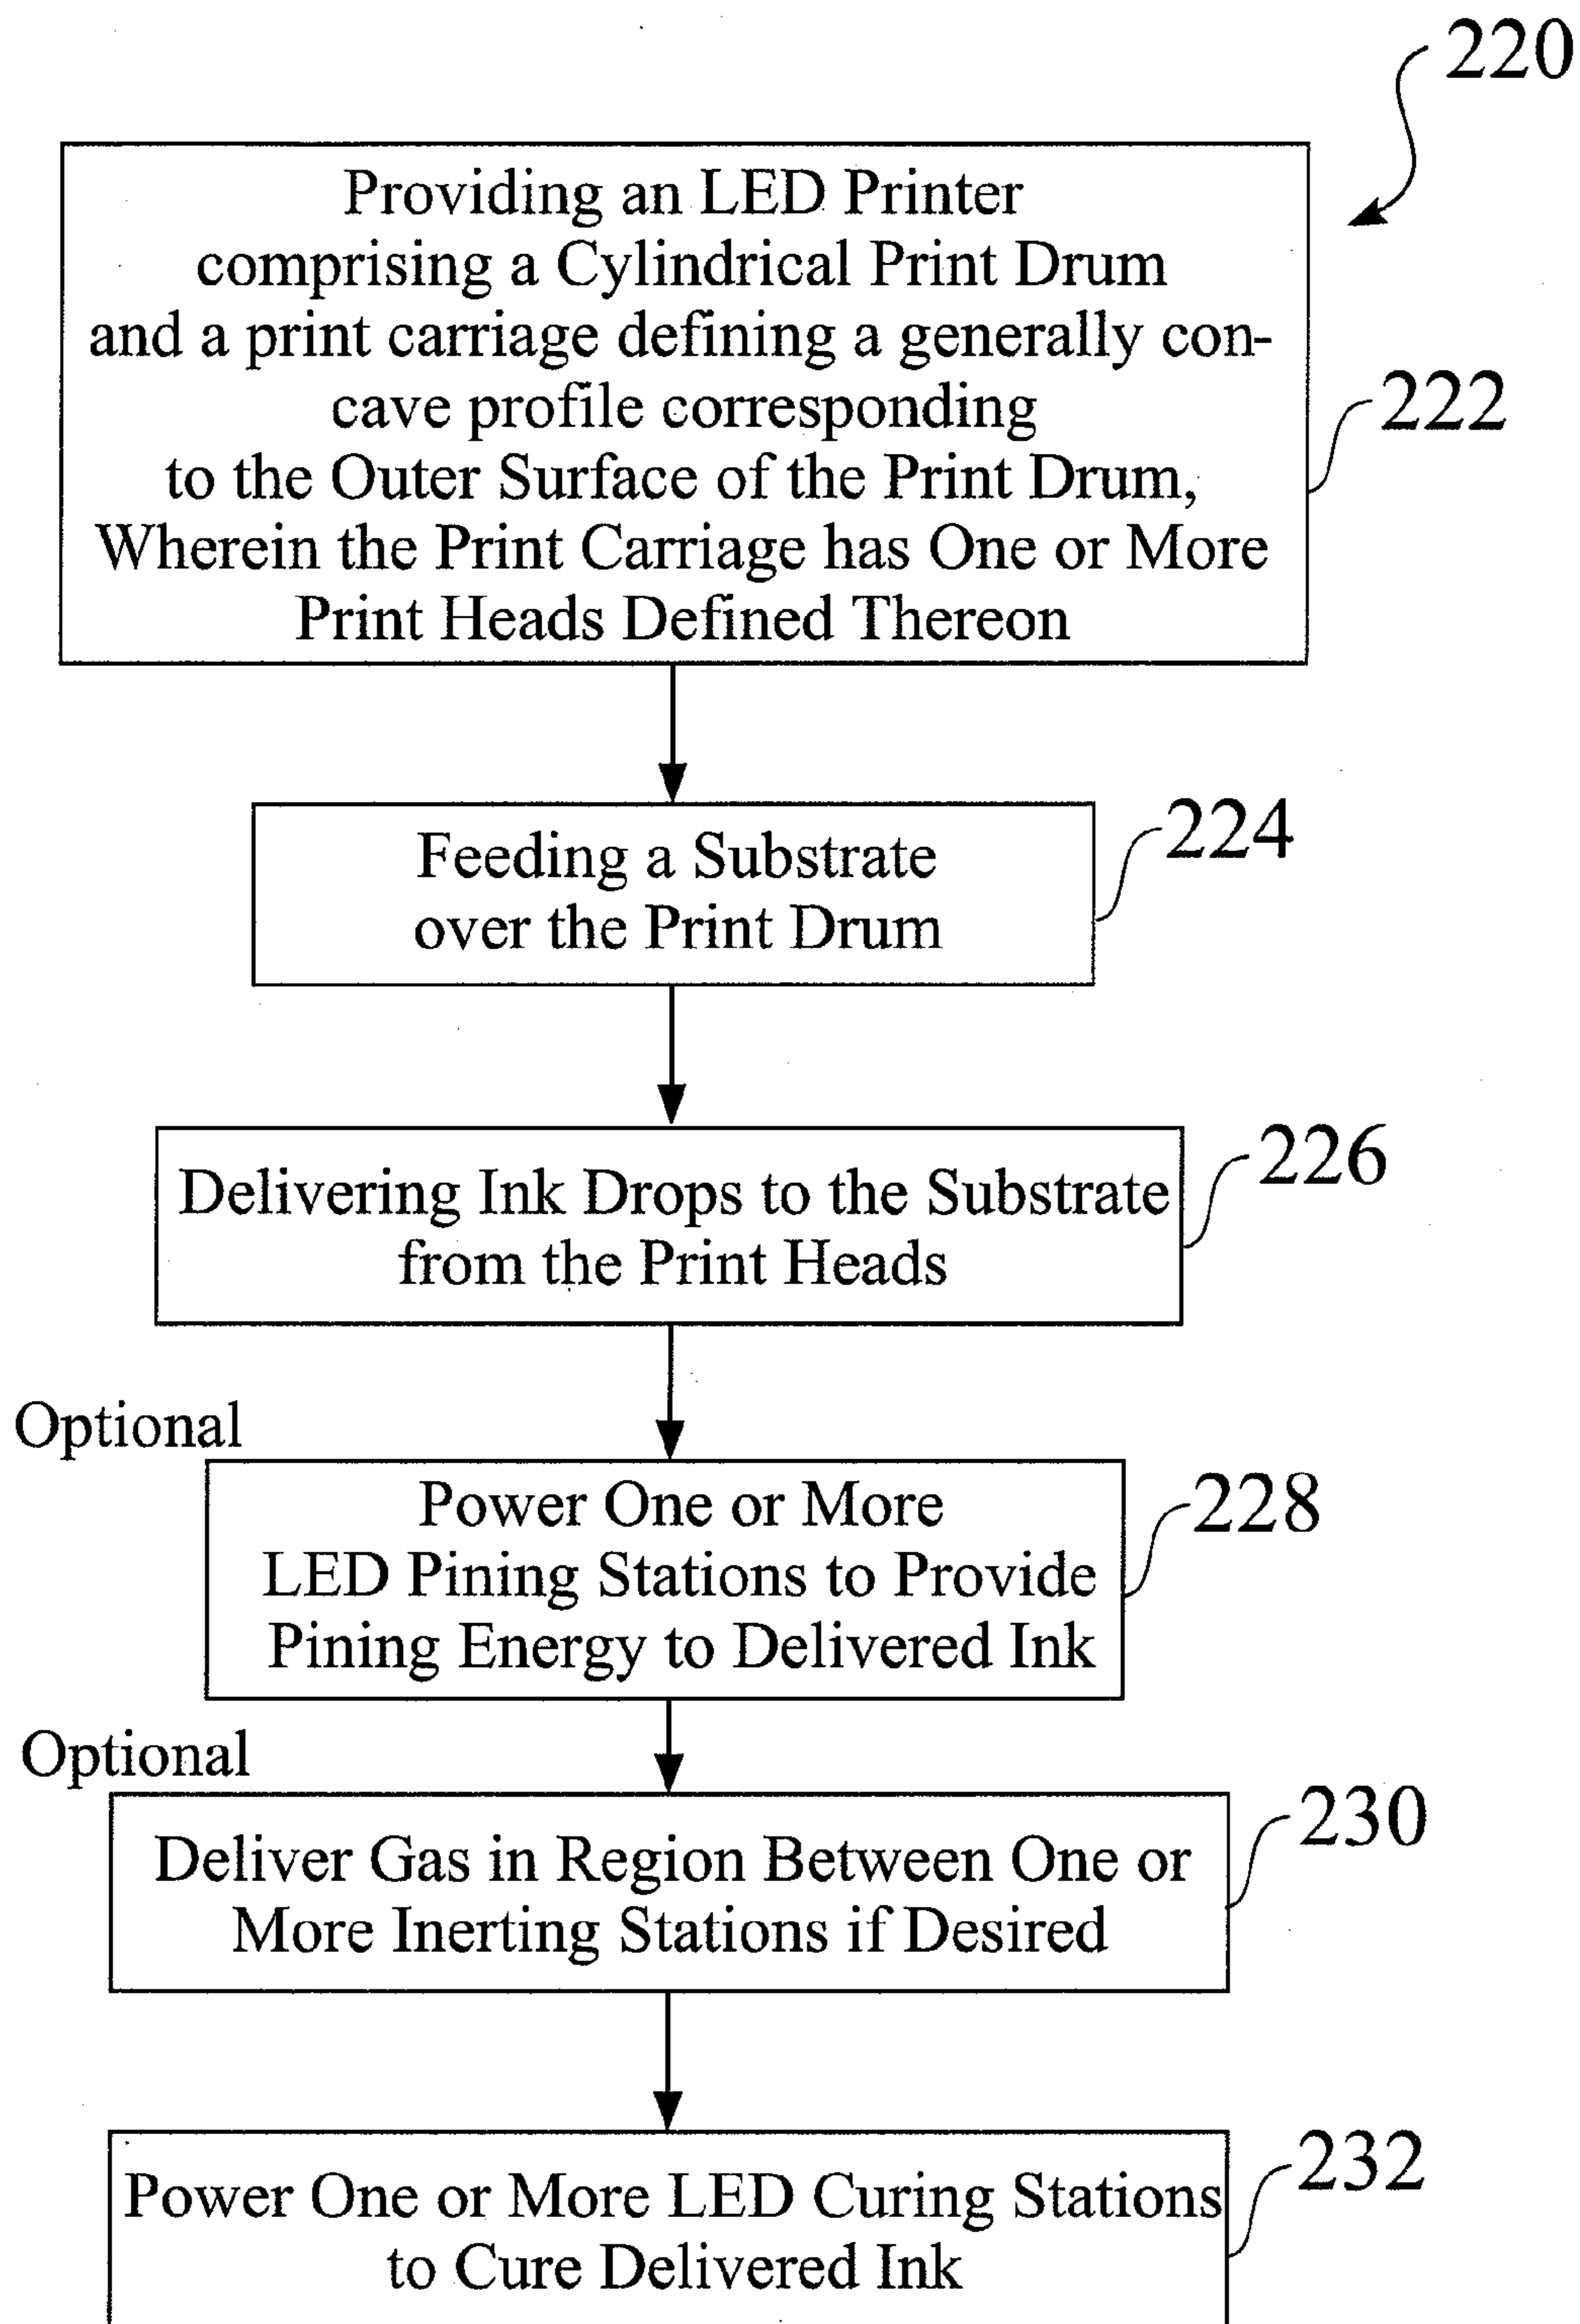 220
Providing an LED Printer
comprising a Cylindrical Print Drum
and a print carriage defining a generally con-
cave profile corresponding
to the Outer Surface of the Print Drum,
Wherein the Print Carriage has One or More
Print Heads Defined Thereon
222
Feeding a Substrate
over the Print Drum
224
Delivering Ink Drops to the Substrate
from the Print Heads
226
Optional
Power One or More
LED Pining Stations to Provide
Pining Energy to Delivered Ink
228
Optional
Deliver Gas in Region Between One or
More Inerting Stations if Desired
230
Power One or More LED Curing Stations
to Cure Delivered Ink
232